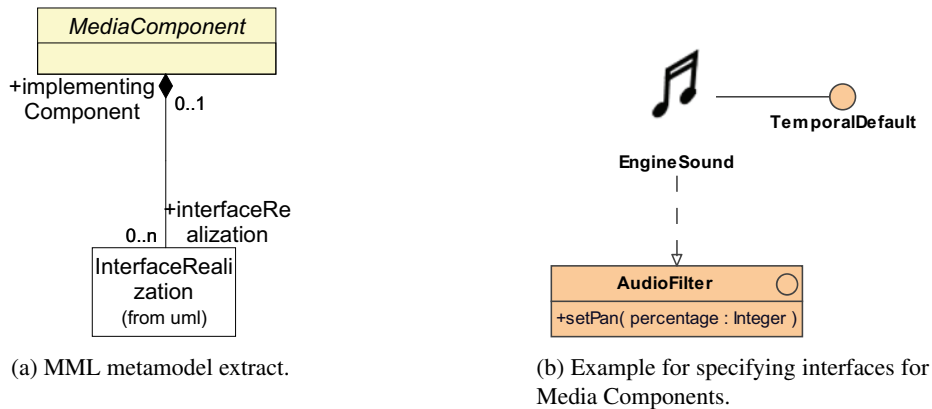 MediaComponent
+implementing
Component
0..1
+interfaceRe
alization
0..n
InterfaceReali
zation
(from uml)
(a) MML metamodel extract.
TemporalDefault
EngineSound
AudioFilter
+setPan( percentage : Integer )
(b) Example for specifying interfaces for
Media Components.